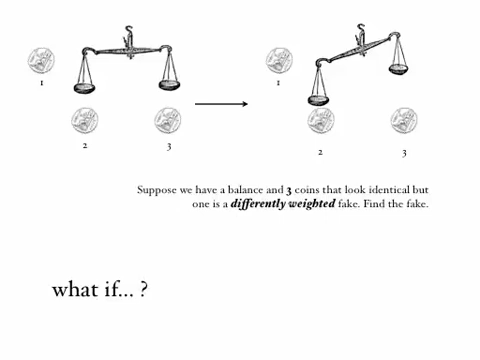 1
1
2
3
2
3
Suppose we have a balance and 3 coins that look identical but
one is a differently weighted fake. Find the fake.
what if... ?